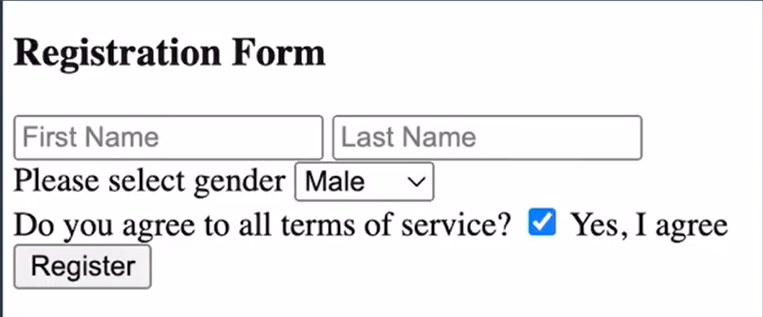 Registration Form
First Name Last Name
Please select gender Male
Do you agree to all terms of service? Yes, I agree
Register